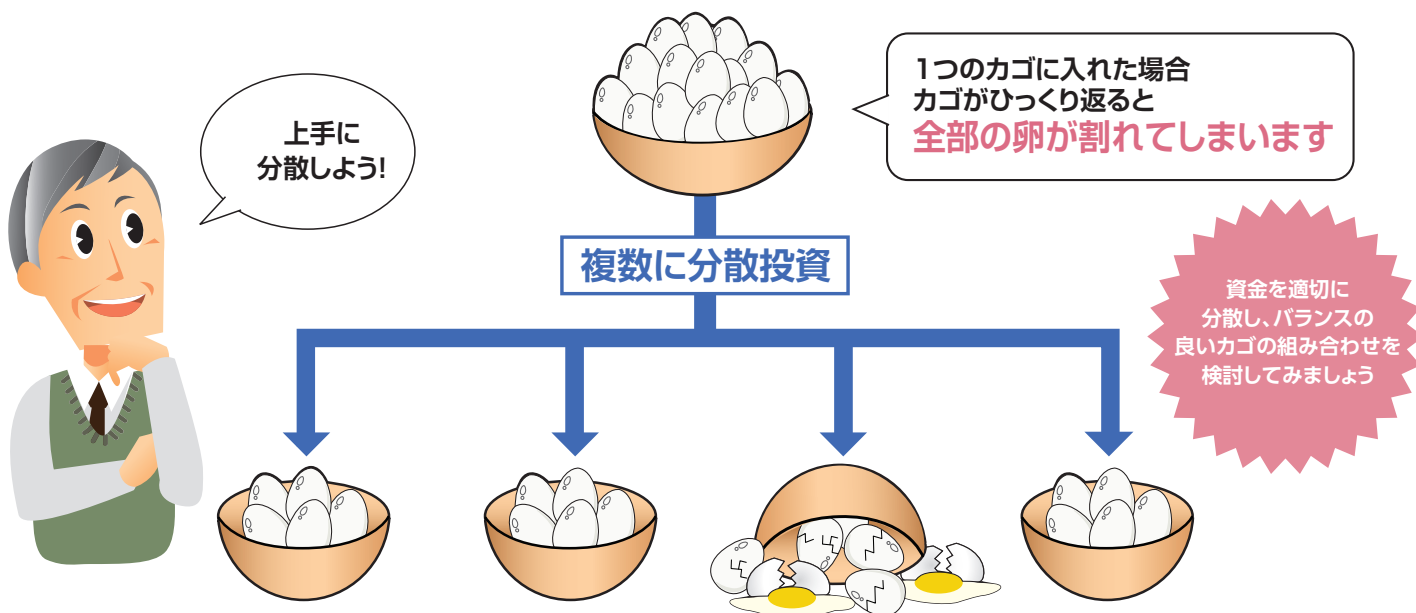 上手に
分散しよう!
1つのカゴに入れた場合
カゴがひっくり返ると
全部の卵が割れてしまいます
複数に分散投資
資金を適切に
分散し、バランスの
良いカゴの組み合わせを
検討してみましょう